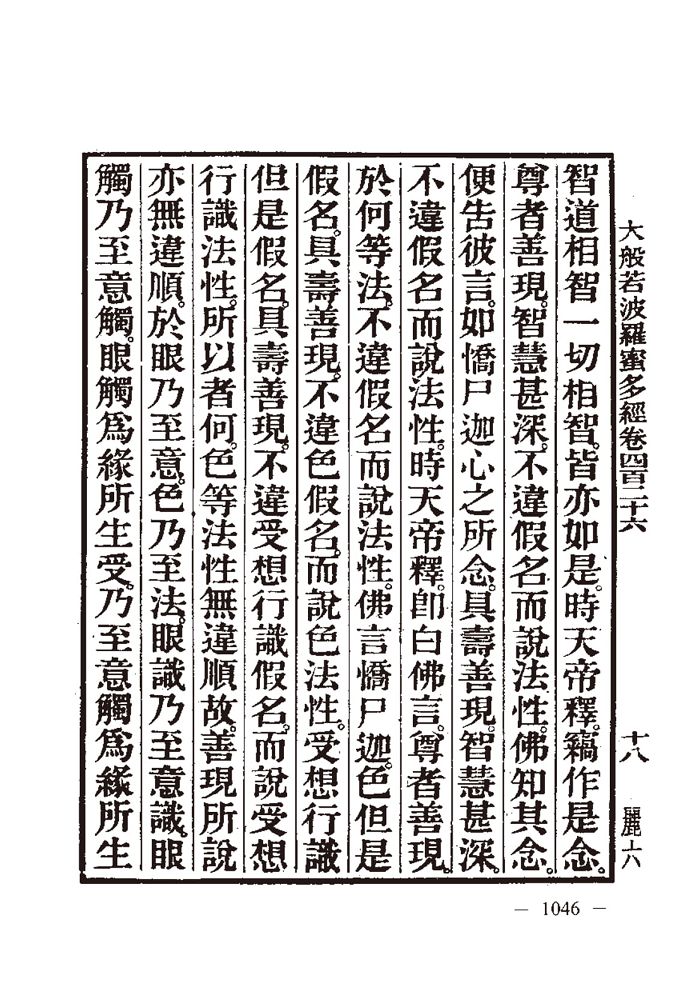 大般若波羅蜜多經卷四百二十六
十八
麗十六
智道相智一切相智。皆亦如是。時天帝釋。竊作是念。
尊者善現。智慧甚深。不違假名而說法性。佛知其念。
便告彼言。如憍尸迦心之所念。具壽善現。智慧甚深。
不違假名而說法性。時天帝釋。卽白佛言。尊者善現。
於何等法。不違假名而說法性。佛言憍尸迦。色但是
假名。具壽善現。不違色假名。而說色法性。受想行識
但是假名。具壽善現。不違受想行識假名。而說受想
行識法性。所以者何。色等法性無違順故。善現所說
亦無違順。於眼乃至意。色乃至法。眼識乃至意識。眼
觸乃至意觸。眼觸爲緣所生受。乃至意觸爲緣所生
— 1046 —